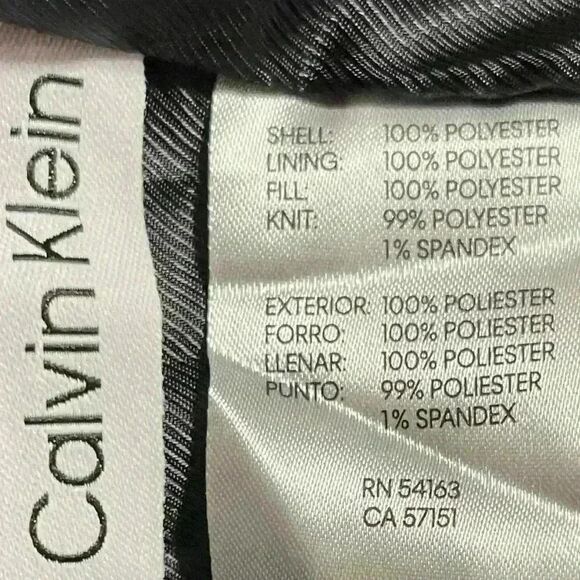 Calvin Klein
SHELL: 100% POLYESTER
LINING: 100% POLYESTER
FILL: 100% POLYESTER
KNIT: 99% POLYESTER
1% SPANDEX
EXTERIOR: 100% POLIESTER
FORRO: 100% POLIESTER
LLENAR: 100% POLIESTER
PUNTO: 99% POLIESTER
1% SPANDEX
RN 54163
CA 57151